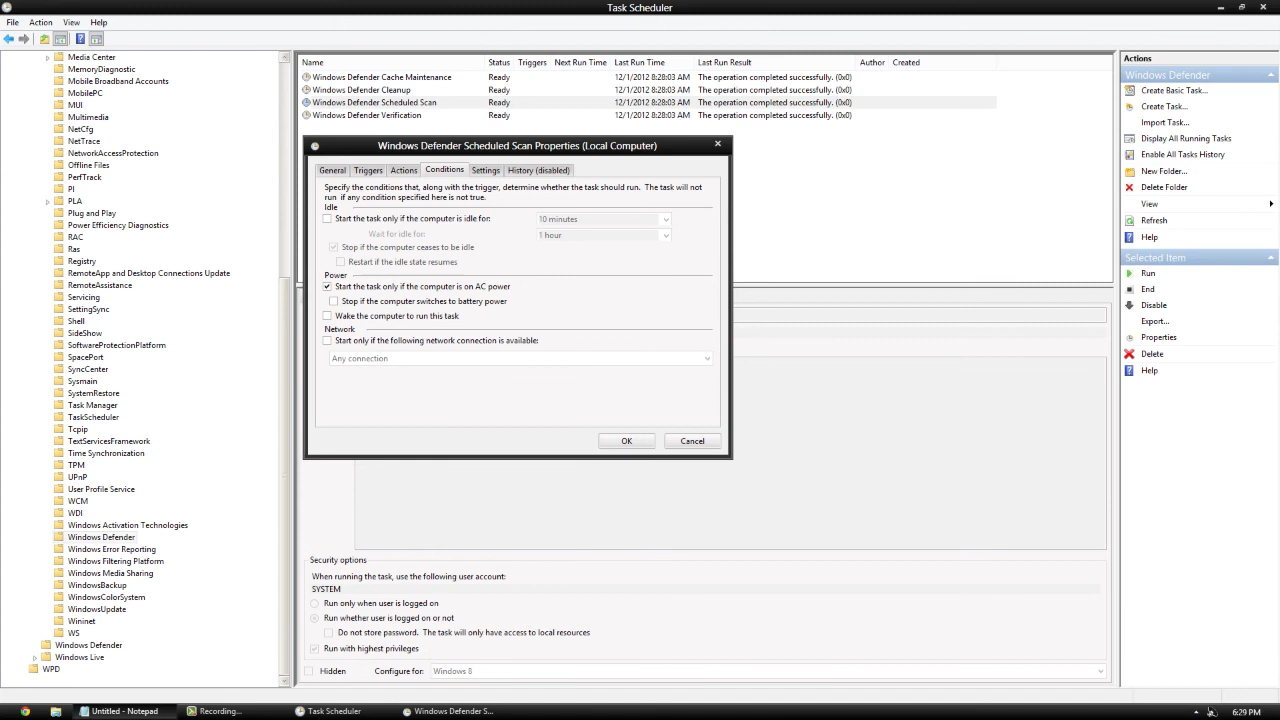 Task Scheduler
File Action View Help
Media Center
MemoryDiagnostic
Mobile Broadband Accounts
MobilePC
MUI
Multimedia
NetCfg
NetTrace
NetworkAccessProtection
Offline Files
PerfTrack
PI
PLA
Plug and Play
Power Efficiency Diagnostics
RAC
Ras
Registry
RemoteApp and Desktop Connections Update
RemoteAssistance
Servicing
SettingSync
Shell
SideShow
SoftwareProtectionPlatform
SpacePort
SyncCenter
Sysmain
SystemRestore
Task Manager
TaskScheduler
Tcpip
TextServicesFramework
Time Synchronization
TPM
UPnP
User Profile Service
WCM
WDI
Windows Activation Technologies
Windows Defender
Windows Error Reporting
Windows Filtering Platform
Windows Media Sharing
WindowsBackup
WindowsColorSystem
WindowsUpdate
Wininet
WS
Windows Defender
Windows Live
WPD
Name Status Triggers Next Run Time Last Run Time Last Run Result Author Created
Windows Defender Cache Maintenance Ready 12/1/2012 8:28:03 AM The operation completed successfully. (0x0)
Windows Defender Cleanup Ready 12/1/2012 8:28:03 AM The operation completed successfully. (0x0)
Windows Defender Scheduled Scan Ready 12/1/2012 8:28:03 AM The operation completed successfully. (0x0)
Windows Defender Verification Ready 12/1/2012 8:28:03 AM The operation completed successfully. (0x0)
Windows Defender Scheduled Scan Properties (Local Computer)
General Triggers Actions Conditions Settings History (disabled)
Specify the conditions that, along with the trigger, determine whether the task should run. The task will not
run if any condition specified here is not true.
Idle
Start the task only if the computer is idle for: 10 minutes
Wait for idle for: 1 hour
Stop if the computer ceases to be idle
Restart if the idle state resumes
Power
Start the task only if the computer is on AC power
Stop if the computer switches to battery power
Wake the computer to run this task
Network
Start only if the following network connection is available:
Any connection
OK Cancel
Security options
When running the task, use the following user account:
SYSTEM
Run only when user is logged on
Run whether user is logged on or not
Do not store password. The task will only have access to local resources
Run with highest privileges
Hidden Configure for: Windows 8
Actions
Windows Defender
Create Basic Task...
Create Task...
Import Task...
Display All Running Tasks
Enable All Tasks History
New Folder...
Delete Folder
View
Refresh
Help
Selected Item
Run
End
Disable
Export...
Properties
Delete
Help
Untitled - Notepad Recording... Task Scheduler Windows Defender S... 6:29 PM